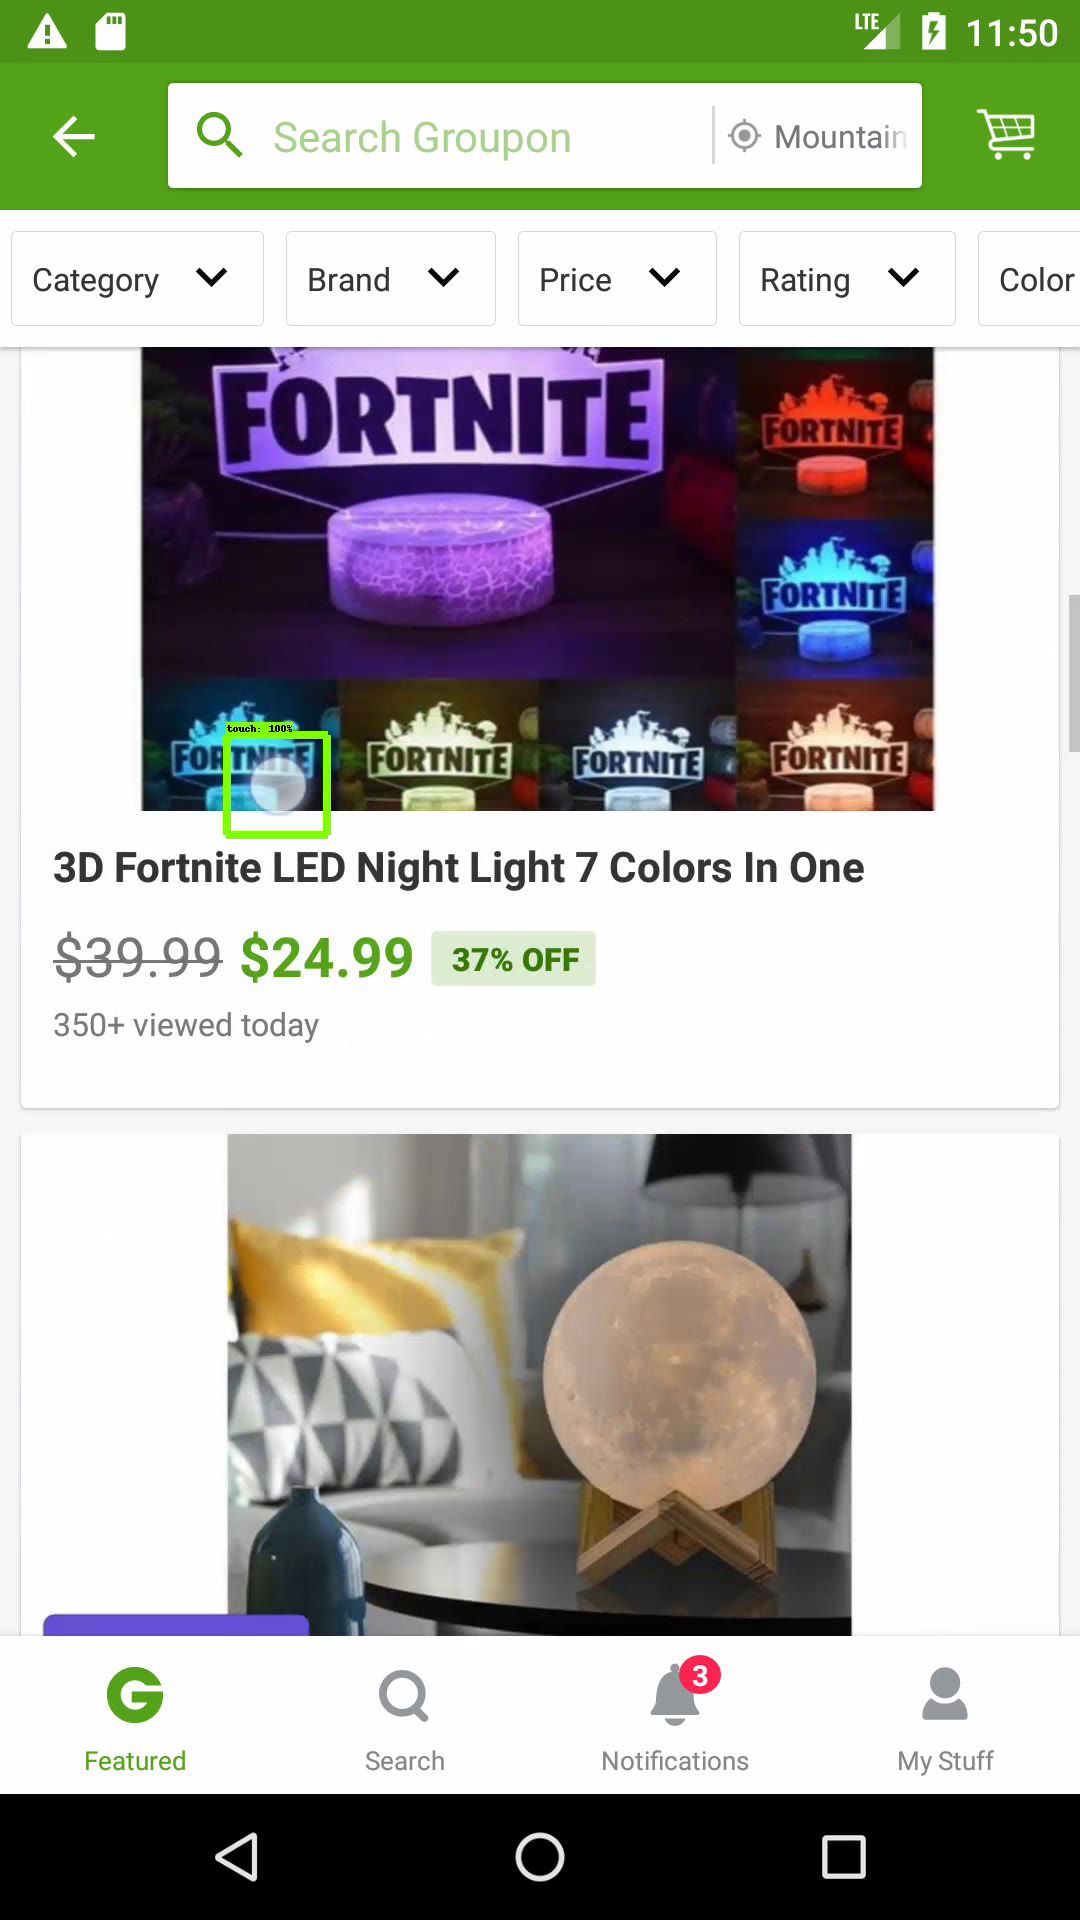 LTE 11:50
Search Groupon Mountain
Category Brand Price Rating Color
FORTNITE FORTNITE
FORTNITE
touch: 100%
FORTNITE FORTNITE FORTNITE FORTNITE
3D Fortnite LED Night Light 7 Colors In One
$39.99 $24.99 37% OFF
350+ viewed today
G 3
Featured Search Notifications My Stuff